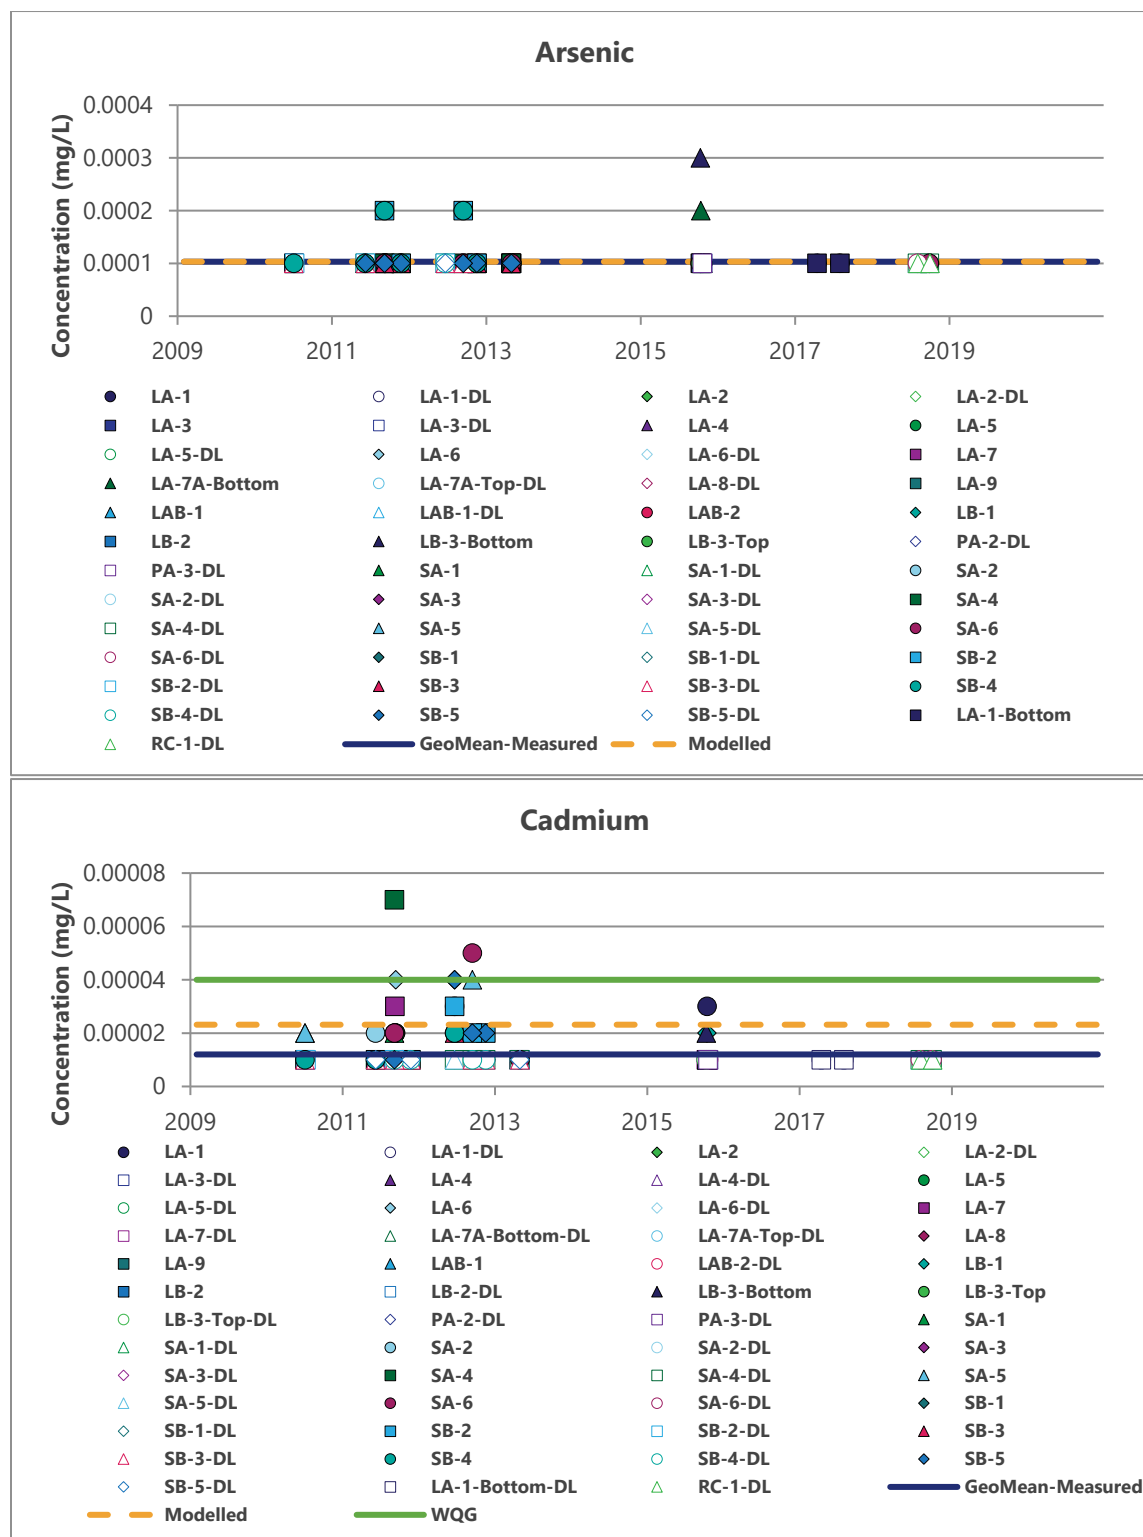 Arsenic
Concentration (mg/L)
0.0004
0.0003
0.0002
0.0001
0
2009 2011 2013 2015 2017 2019
LA-1 LA-1-DL LA-2 LA-2-DL
LA-3 LA-3-DL LA-4 LA-5
LA-5-DL LA-6 LA-6-DL LA-7
LA-7A-Bottom LA-7A-Top-DL LA-8-DL LA-9
LAB-1 LAB-1-DL LAB-2 LB-1
LB-2 LB-3-Bottom LB-3-Top PA-2-DL
PA-3-DL SA-1 SA-1-DL SA-2
SA-2-DL SA-3 SA-3-DL SA-4
SA-4-DL SA-5 SA-5-DL SA-6
SA-6-DL SB-1 SB-1-DL SB-2
SB-2-DL SB-3 SB-3-DL SB-4
SB-4-DL SB-5 SB-5-DL LA-1-Bottom
RC-1-DL GeoMean-Measured Modelled
Cadmium
Concentration (mg/L)
0.00008
0.00006
0.00004
0.00002
0
2009 2011 2013 2015 2017 2019
LA-1 LA-1-DL LA-2 LA-2-DL
LA-3-DL LA-4 LA-4-DL LA-5
LA-5-DL LA-6 LA-6-DL LA-7
LA-7-DL LA-7A-Bottom-DL LA-7A-Top-DL LA-8
LA-9 LAB-1 LAB-2-DL LB-1
LB-2 LB-2-DL LB-3-Bottom LB-3-Top
LB-3-Top-DL PA-2-DL PA-3-DL SA-1
SA-1-DL SA-2 SA-2-DL SA-3
SA-3-DL SA-4 SA-4-DL SA-5
SA-5-DL SA-6 SA-6-DL SB-1
SB-1-DL SB-2 SB-2-DL SB-3
SB-3-DL SB-4 SB-4-DL SB-5
SB-5-DL LA-1-Bottom-DL RC-1-DL GeoMean-Measured
Modelled WQG